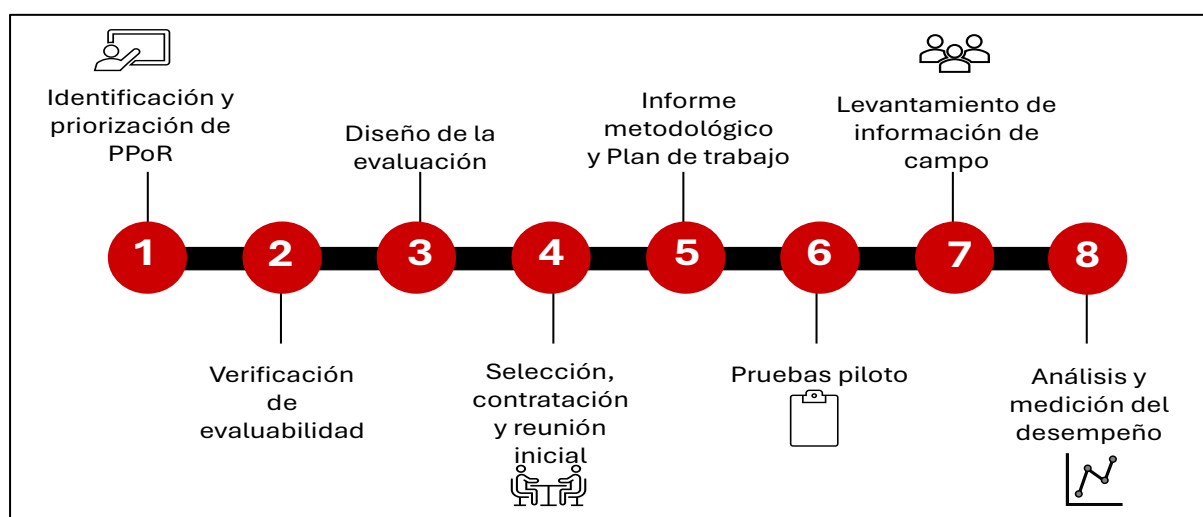 Identificación y
priorización de
PPoR
Diseño de la
evaluación
Informe
metodológico
y Plan de trabajo
Levantamiento de
información de
campo
1
2
3
4
5
6
7
8
Verificación
de
evaluabilidad
Selección,
contratación
y reunión
inicial
Pruebas piloto
Análisis y
medición del
desempeño